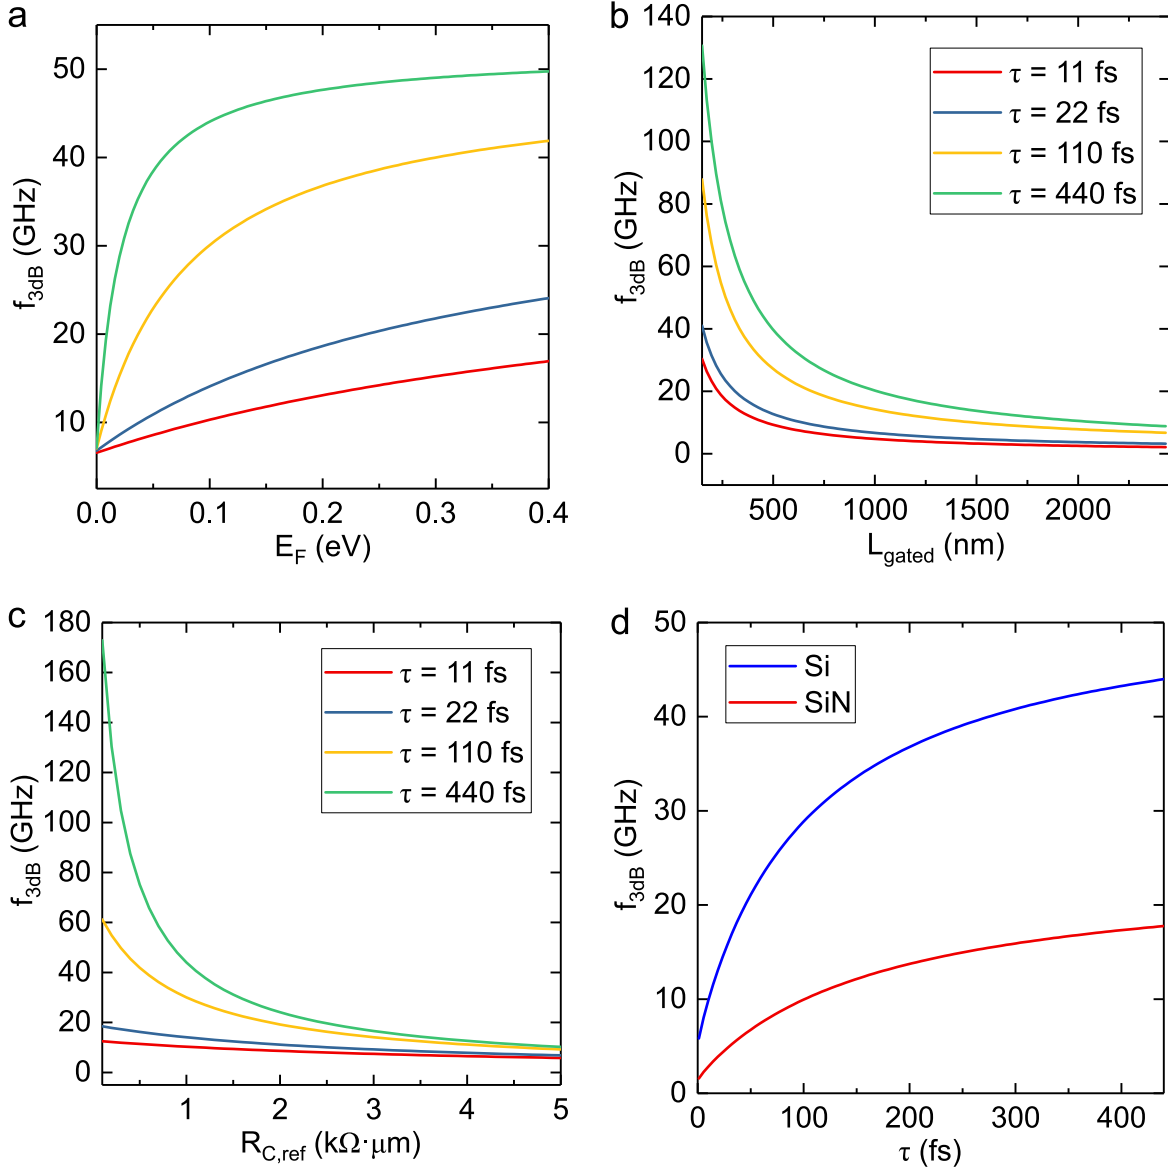 a
f3dB (GHz)
50
40
30
20
10
0.0 0.1 0.2 0.3 0.4
EF (eV)
b
f3dB (GHz)
140
120
100
80
60
40
20
0
τ = 11 fs
τ = 22 fs
τ = 110 fs
τ = 440 fs
500 1000 1500 2000
Lgated (nm)
c
f3dB (GHz)
180
160
140
120
100
80
60
40
20
0
τ = 11 fs
τ = 22 fs
τ = 110 fs
τ = 440 fs
1 2 3 4 5
RC,ref (kΩ·μm)
d
f3dB (GHz)
50
40
30
20
10
0
Si
SiN
0 100 200 300 400
τ (fs)